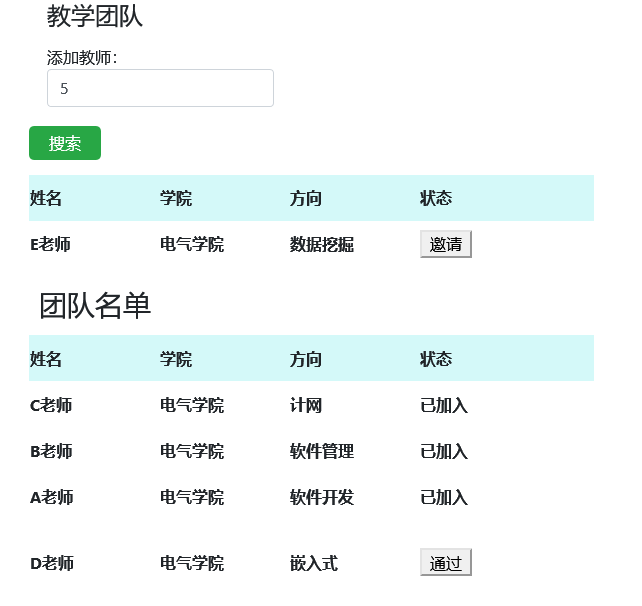 教学团队
添加教师:
5
搜索
姓名 学院 方向 状态
E老师 电气学院 数据挖掘 邀请
团队名单
姓名 学院 方向 状态
C老师 电气学院 计网 已加入
B老师 电气学院 软件管理 已加入
A老师 电气学院 软件开发 已加入
D老师 电气学院 嵌入式 通过